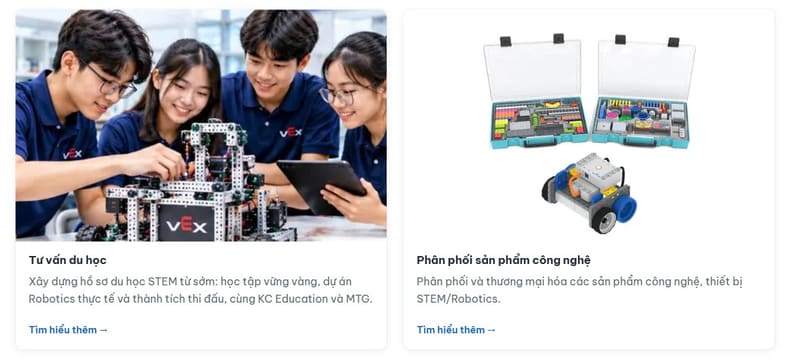 vex
vex
vex
Tư vấn du học
Xây dựng hồ sơ du học STEM từ sớm: học tập vững vàng, dự án
Robotics thực tế và thành tích thi đấu, cùng KC Education và MTG.
Tìm hiểu thêm →
Phân phối sản phẩm công nghệ
Phân phối và thương mại hóa các sản phẩm công nghệ, thiết bị
STEM/Robotics.
Tìm hiểu thêm →